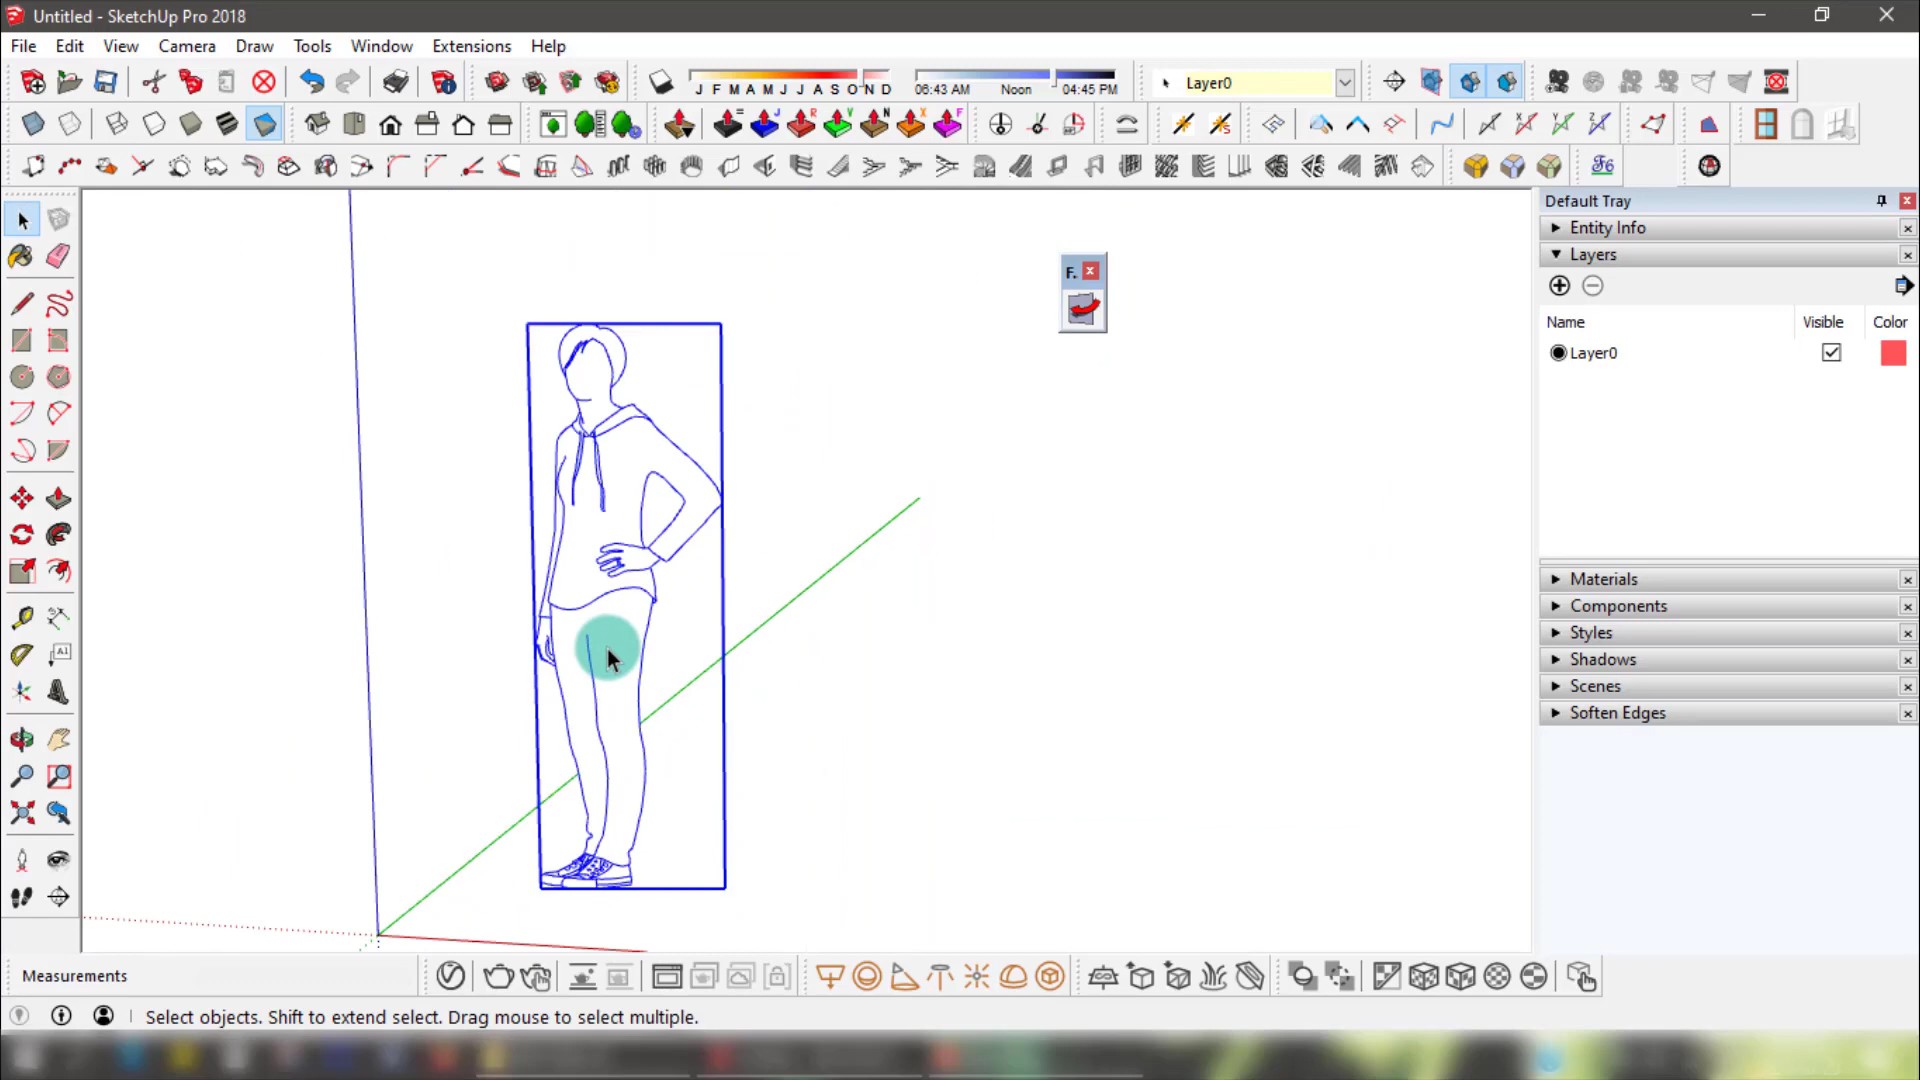 Untitled - SketchUp Pro 2018
File Edit View Camera Draw Tools Window Extensions Help
J F M A M J J A S O N D 06:43 AM Noon 04:45 PM Layer0
F6
Default Tray
Entity Info
Layers
Name Visible Color
Layer0
F.
Materials
Components
Styles
Shadows
Scenes
Soften Edges
Measurements
Select objects. Shift to extend select. Drag mouse to select multiple.